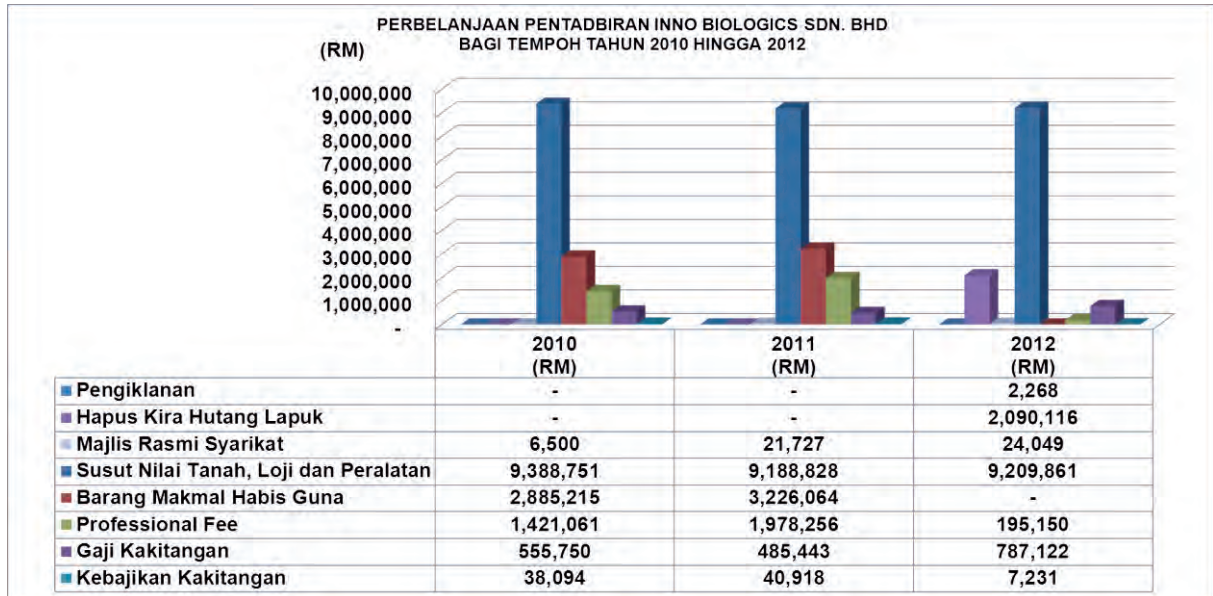 PERBELANJAAN PENTADBIRAN INNO BIOLOGICS SDN. BHD
BAGI TEMPOH TAHUN 2010 HINGGA 2012
(RM)
10,000,000
9,000,000
8,000,000
7,000,000
6,000,000
5,000,000
4,000,000
3,000,000
2,000,000
1,000,000
-
2010 2011 2012
(RM) (RM) (RM)
Pengiklanan - - 2,268
Hapus Kira Hutang Lapuk - - 2,090,116
Majlis Rasmi Syarikat 6,500 21,727 24,049
Susut Nilai Tanah, Loji dan Peralatan 9,388,751 9,188,828 9,209,861
Barang Makmal Habis Guna 2,885,215 3,226,064 -
Professional Fee 1,421,061 1,978,256 195,150
Gaji Kakitangan 555,750 485,443 787,122
Kebajikan Kakitangan 38,094 40,918 7,231